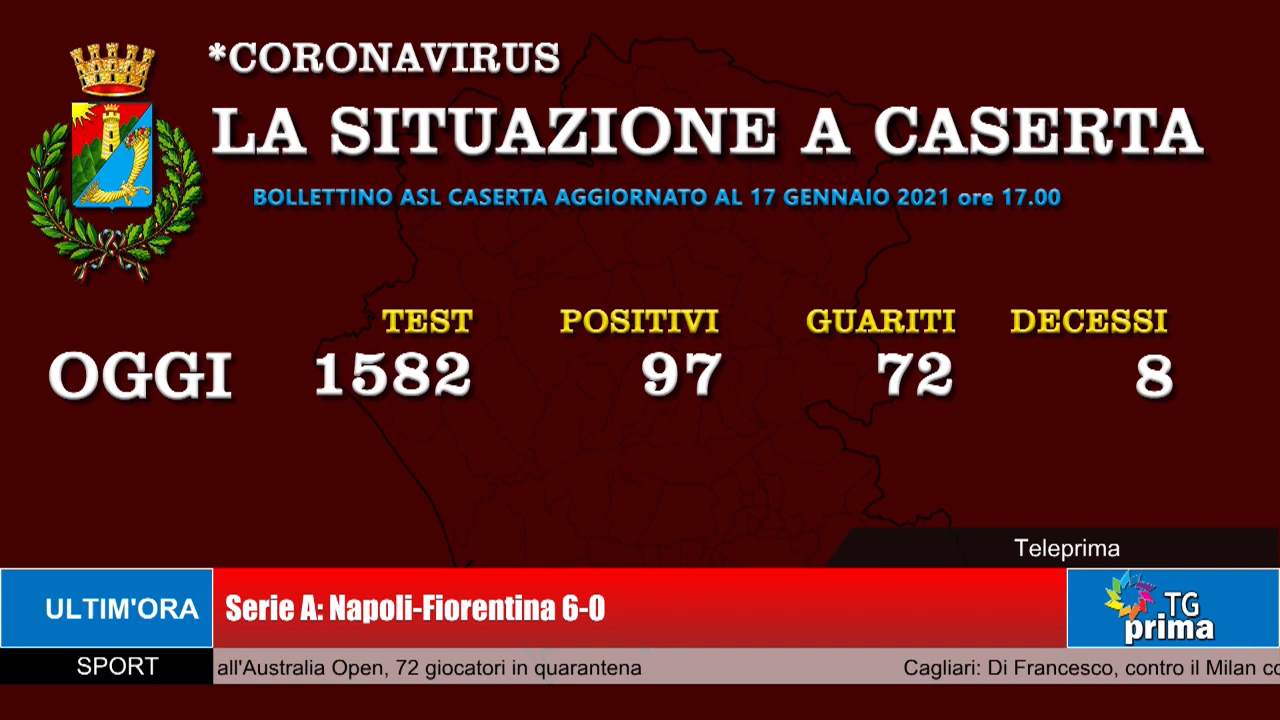 *CORONAVIRUS
LA SITUAZIONE A CASERTA
BOLLETTINO ASL CASERTA AGGIORNATO AL 17 GENNAIO 2021 ore 17.00
TEST POSITIVI GUARITI DECESSI
OGGI 1582 97 72 8
Teleprima
ULTIM'ORA Serie A: Napoli-Fiorentina 6-0
TG
prima
SPORT all'Australia Open, 72 giocatori in quarantena Cagliari: Di Francesco, contro il Milan co